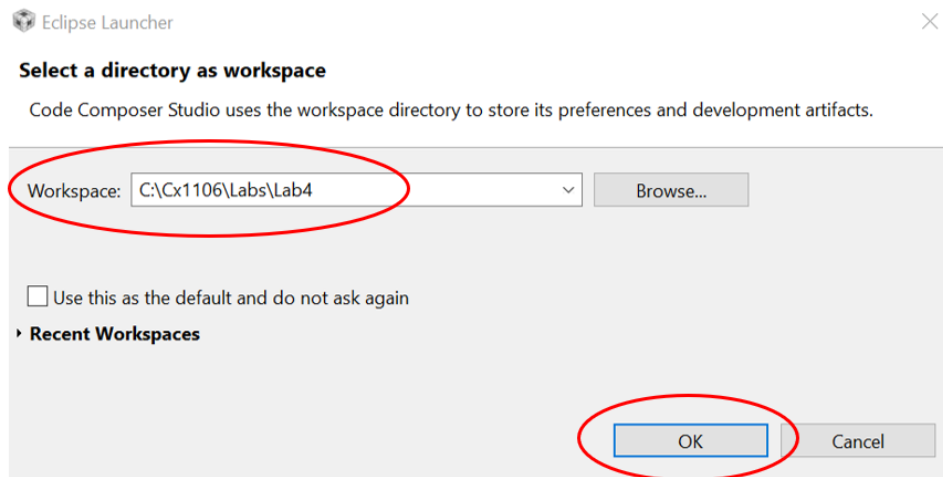 Eclipse Launcher
Select a directory as workspace
Code Composer Studio uses the workspace directory to store its preferences and development artifacts.
Workspace: C:\Cx1106\Labs\Lab4 Browse...
Use this as the default and do not ask again
Recent Workspaces
OK Cancel